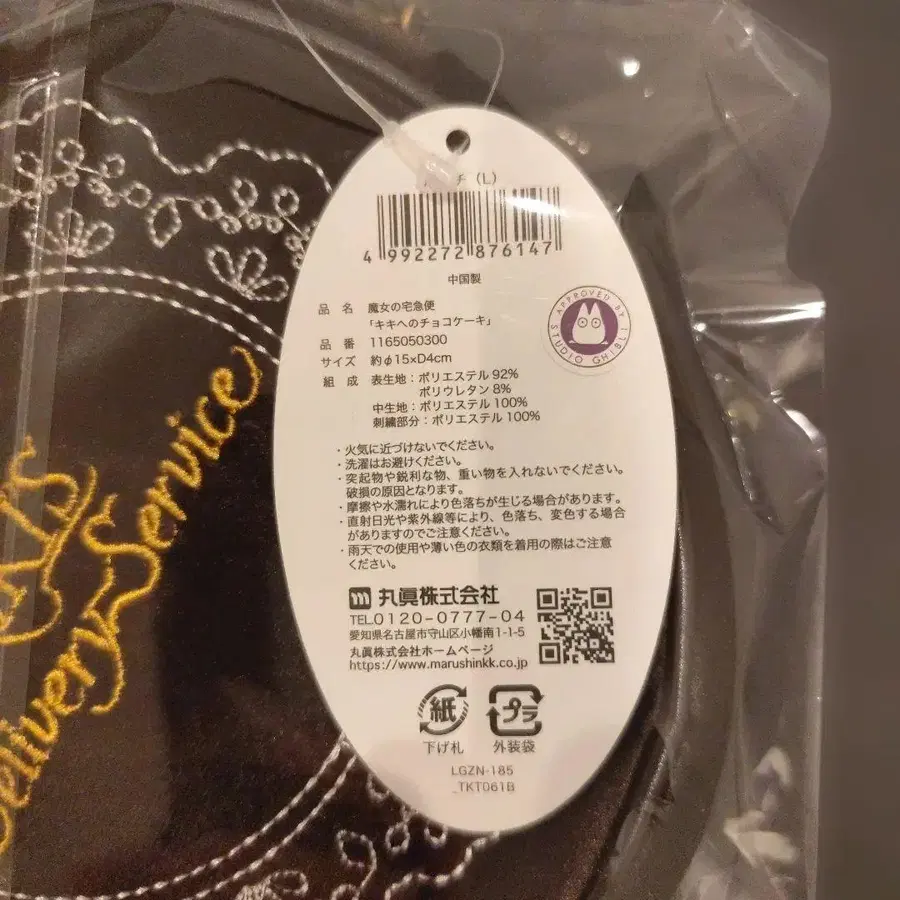 チ（L）
4 992272 876147
中国製
品 名 魔女の宅急便
「キキへのチョコケーキ」
品 番 1165050300
サイズ 約φ15×D4cm
組 成 表生地：ポリエステル 92%
ポリウレタン 8%
中生地：ポリエステル 100%
刺繍部分：ポリエステル 100%
・火気に近づけないでください。
・洗濯はお避けください。
・突起物や鋭利な物、重い物を入れないでください。
破損の原因となります。
・摩擦や水濡れにより色落ちが生じる場合があります。
・直射日光や紫外線等により、色落ち、変色する場合
がありますのでご注意ください。
・雨天での使用や薄い色の衣類を着用の際はご注意
ください。
丸眞株式会社
TEL.0120-0777-04
愛知県名古屋市守山区小幡南1-1-5
丸眞株式会社ホームページ
https://www.marushinkk.co.jp
紙 プラ
下げ札 外装袋
LGZN-185
_TKT061B
APPROVED BY
STUDIO GHIBLI
Delivery Service